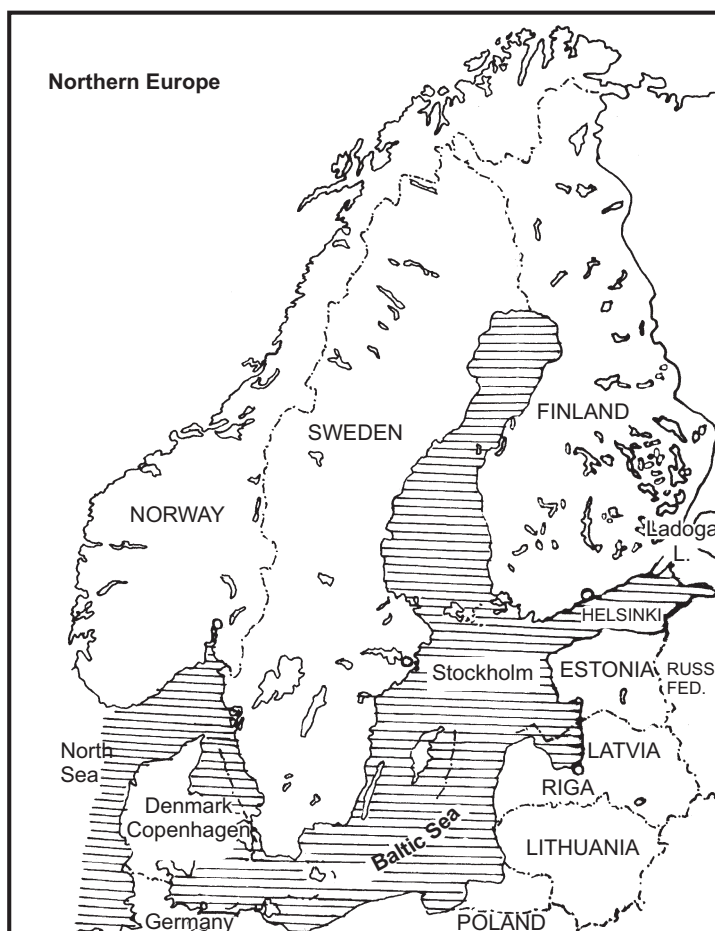 Northern Europe
FINLAND
SWEDEN
NORWAY
Ladoga
L.
HELSINKI
Stockholm
ESTONIA
RUSS
FED.
North
Sea
LATVIA
RIGA
Denmark
Copenhagen
Baltic Sea
LITHUANIA
Germany
POLAND